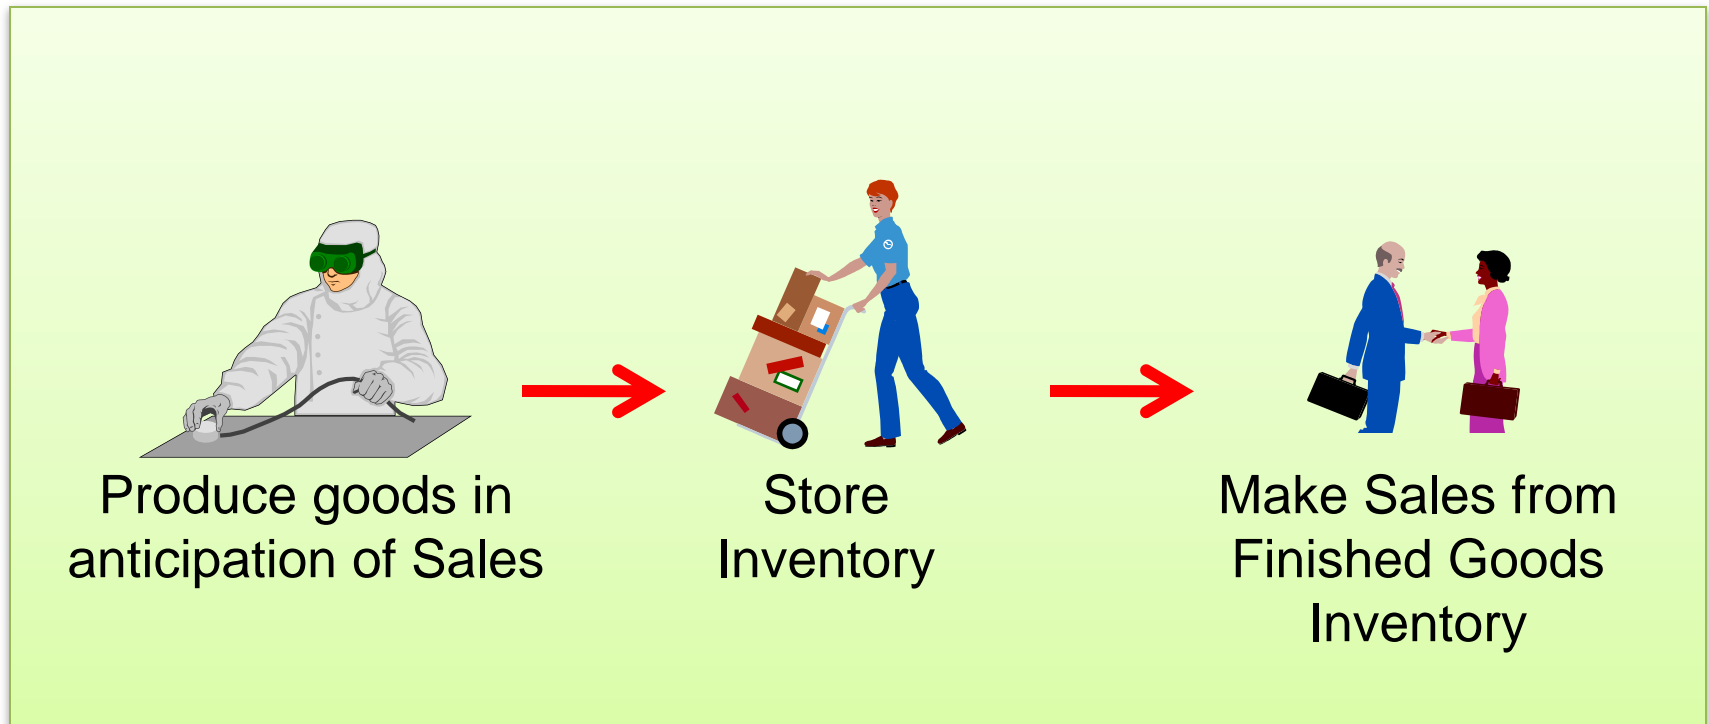 Produce goods in
anticipation of Sales
Store
Inventory
Make Sales from
Finished Goods
Inventory